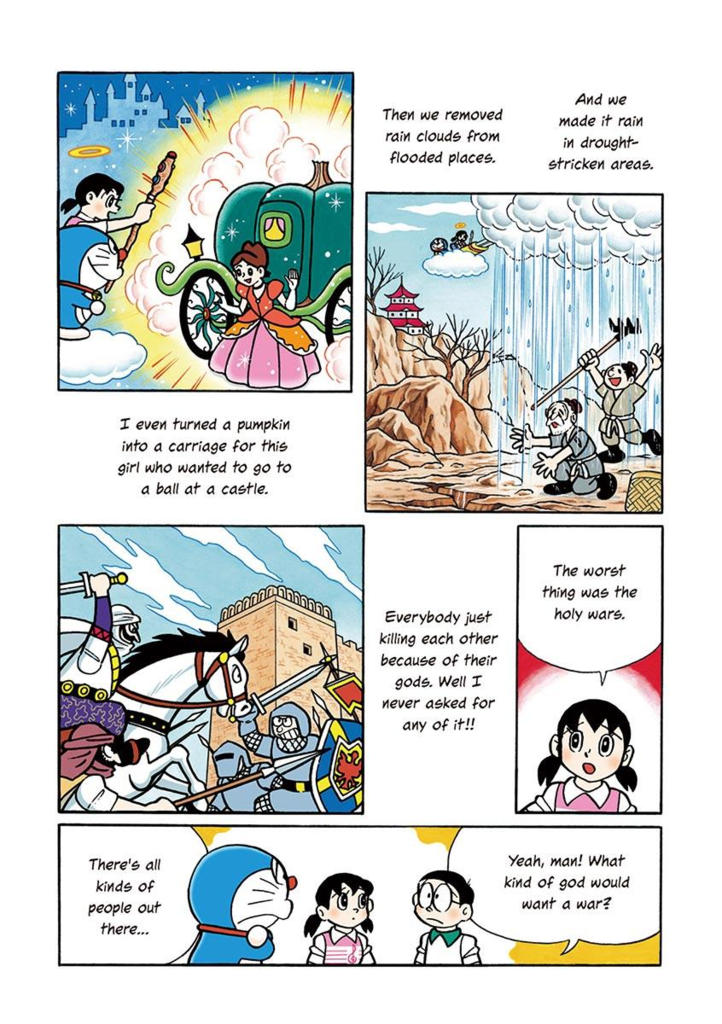 And we
made it rain
in drought-
stricken areas.
Then we removed
rain clouds from
flooded places.
I even turned a pumpkin
into a carriage for this
girl who wanted to go to
a ball at a castle.
The worst
thing was the
holy wars.
Everybody just
killing each other
because of their
gods. Well I
never asked for
any of it!!
Yeah, man! What
kind of god would
want a war?
There's all
kinds of
people out
there...